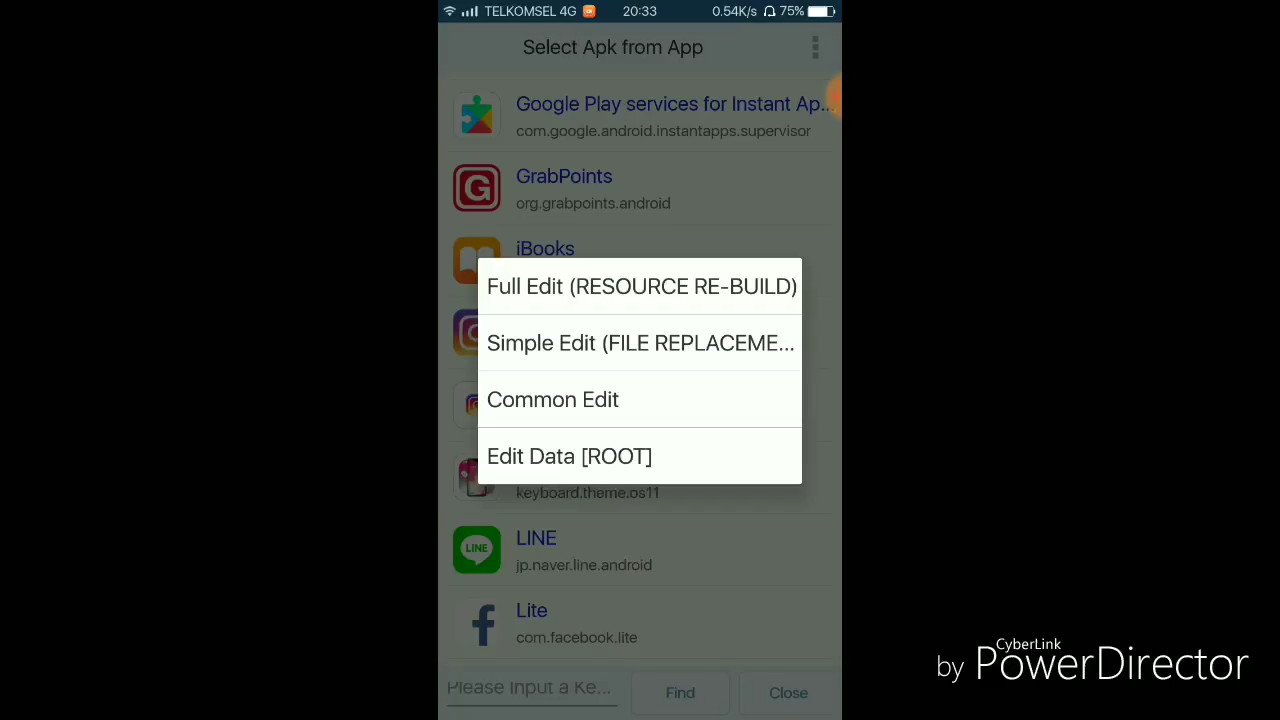 TELKOMSEL 4G 20:33 0.54K/s 75%
Select Apk from App
Google Play services for Instant Ap...
com.google.android.instantapps.supervisor
G
GrabPoints
org.grabpoints.android
iBooks
Full Edit (RESOURCE RE-BUILD)
Simple Edit (FILE REPLACEME...
Common Edit
Edit Data [ROOT]
keyboard.theme.os11
LINE
LINE
jp.naver.line.android
Lite
com.facebook.lite
Please Input a Ke...
Find
Close
CyberLink
by PowerDirector